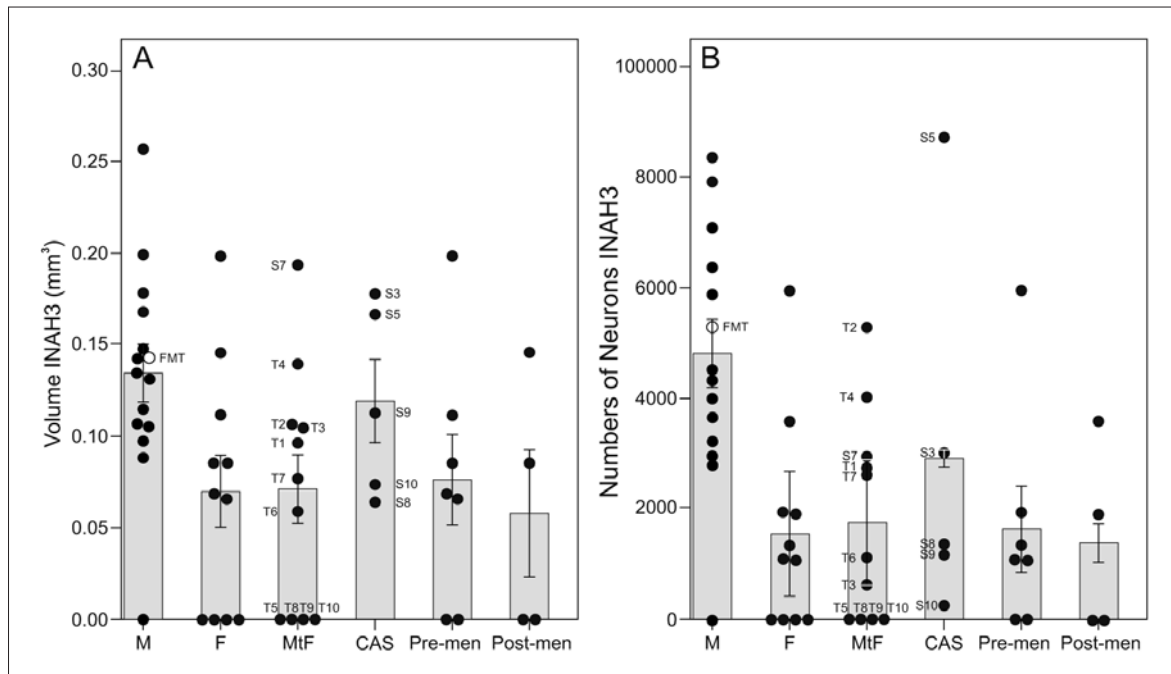 A
Volume INAH3 (mm³)
0.30
0.25
0.20
0.15
0.10
0.05
0.00
FMT
S7
T4
T2 T3
T1
T7
T6
T5 T8 T9 T10
S3
S5
S9
S10
S8
M F MtF CAS Pre-men Post-men
B
Numbers of Neurons INAH3
100000
8000
6000
4000
2000
0
FMT
T2
T4
S7
T1
T7
T6
T3
T5 T8 T9 T10
S5
S3
S8
S9
S10
M F MtF CAS Pre-men Post-men